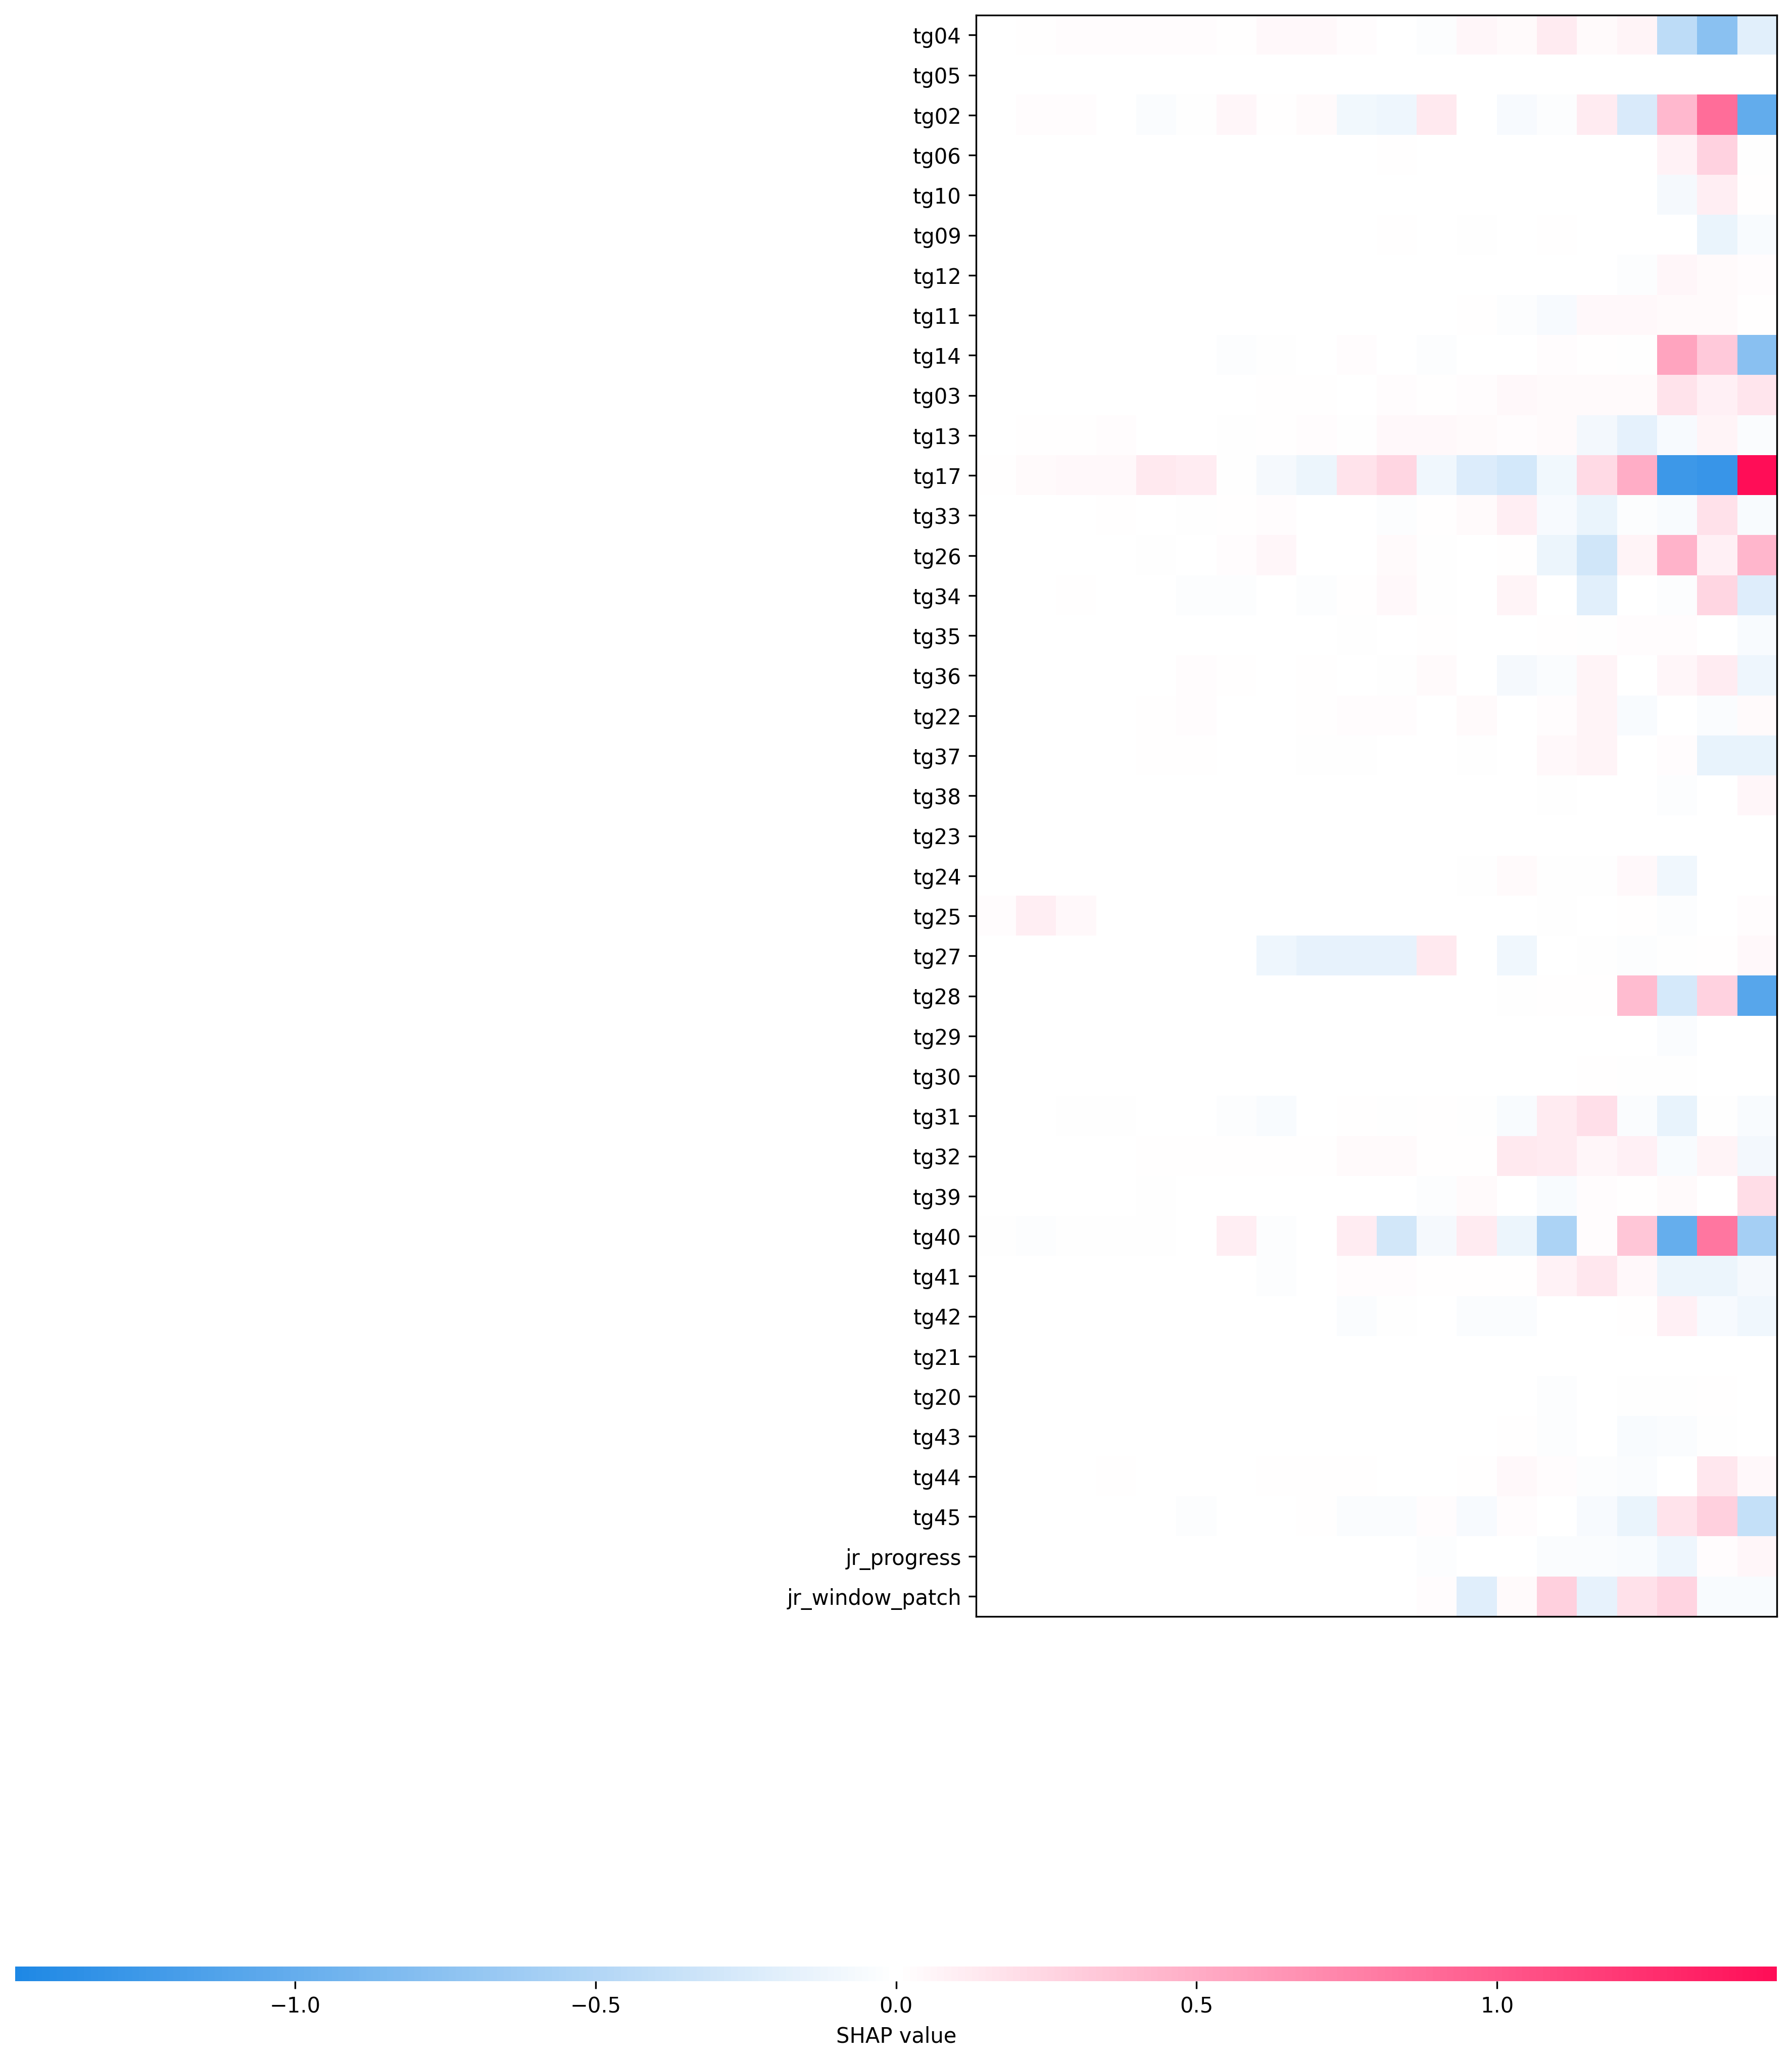 tg04
tg05
tg02
tg06
tg10
tg09
tg12
tg11
tg14
tg03
tg13
tg17
tg33
tg26
tg34
tg35
tg36
tg22
tg37
tg38
tg23
tg24
tg25
tg27
tg28
tg29
tg30
tg31
tg32
tg39
tg40
tg41
tg42
tg21
tg20
tg43
tg44
tg45
jr_progress
jr_window_patch
−1.0 −0.5 0.0 0.5 1.0
SHAP value